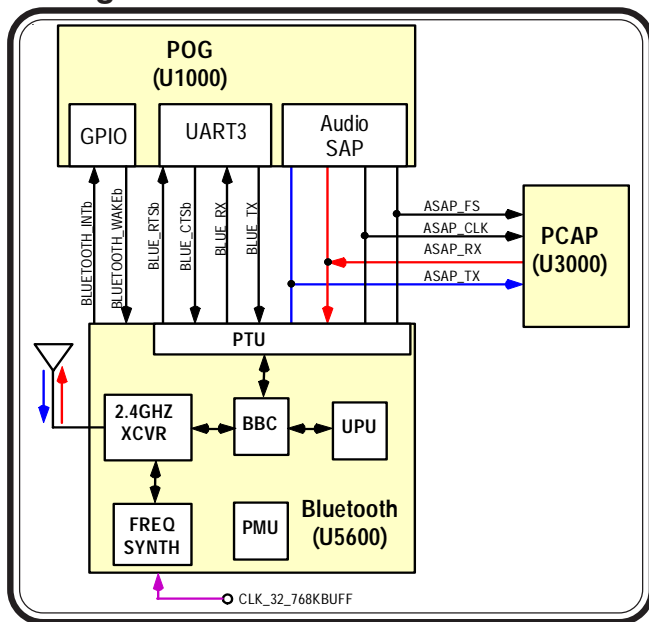 POG
(U1000)
GPIO
UART3
Audio
SAP
BLUETOOTH_INTb
BLUETOOTH_WAKEb
BLUE_RTSb
BLUE_CTSb
BLUE_RX
BLUE_TX
ASAP_FS
ASAP_CLK
ASAP_RX
ASAP_TX
PCAP
(U3000)
PTU
2.4GHZ
XCVR
BBC
UPU
FREQ
SYNTH
PMU
Bluetooth
(U5600)
CLK_32_768KBUFF